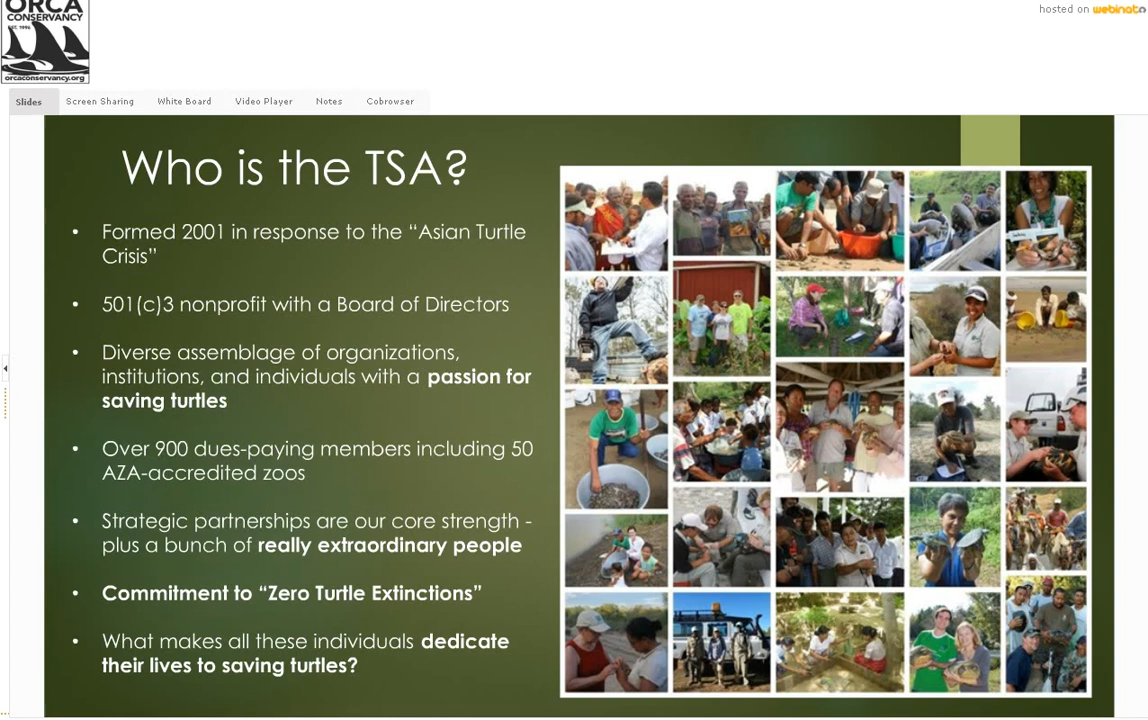 ORCA
CONSERVANCY
EST. 1996
orcaconservancy.org
hosted on webinato
Slides
Screen Sharing
White Board
Video Player
Notes
Cobrowser
Who is the TSA?
• Formed 2001 in response to the “Asian Turtle
Crisis”
• 501(c)3 nonprofit with a Board of Directors
• Diverse assemblage of organizations,
institutions, and individuals with a passion for
saving turtles
• Over 900 dues-paying members including 50
AZA-accredited zoos
• Strategic partnerships are our core strength -
plus a bunch of really extraordinary people
• Commitment to “Zero Turtle Extinctions”
• What makes all these individuals dedicate
their lives to saving turtles?